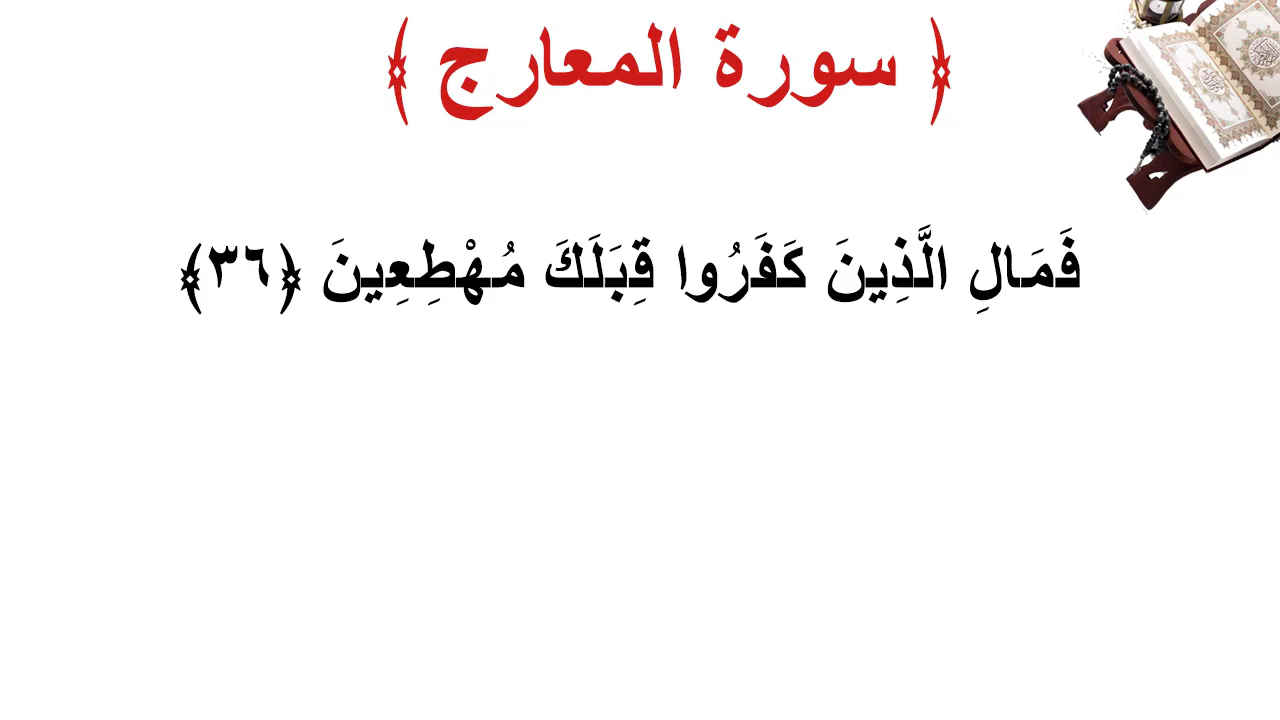 ﴿ سورة المعارج ﴾
فَمَالِ الَّذِينَ كَفَرُوا قِبَلَكَ مُهْطِعِينَ ﴿٣٦﴾